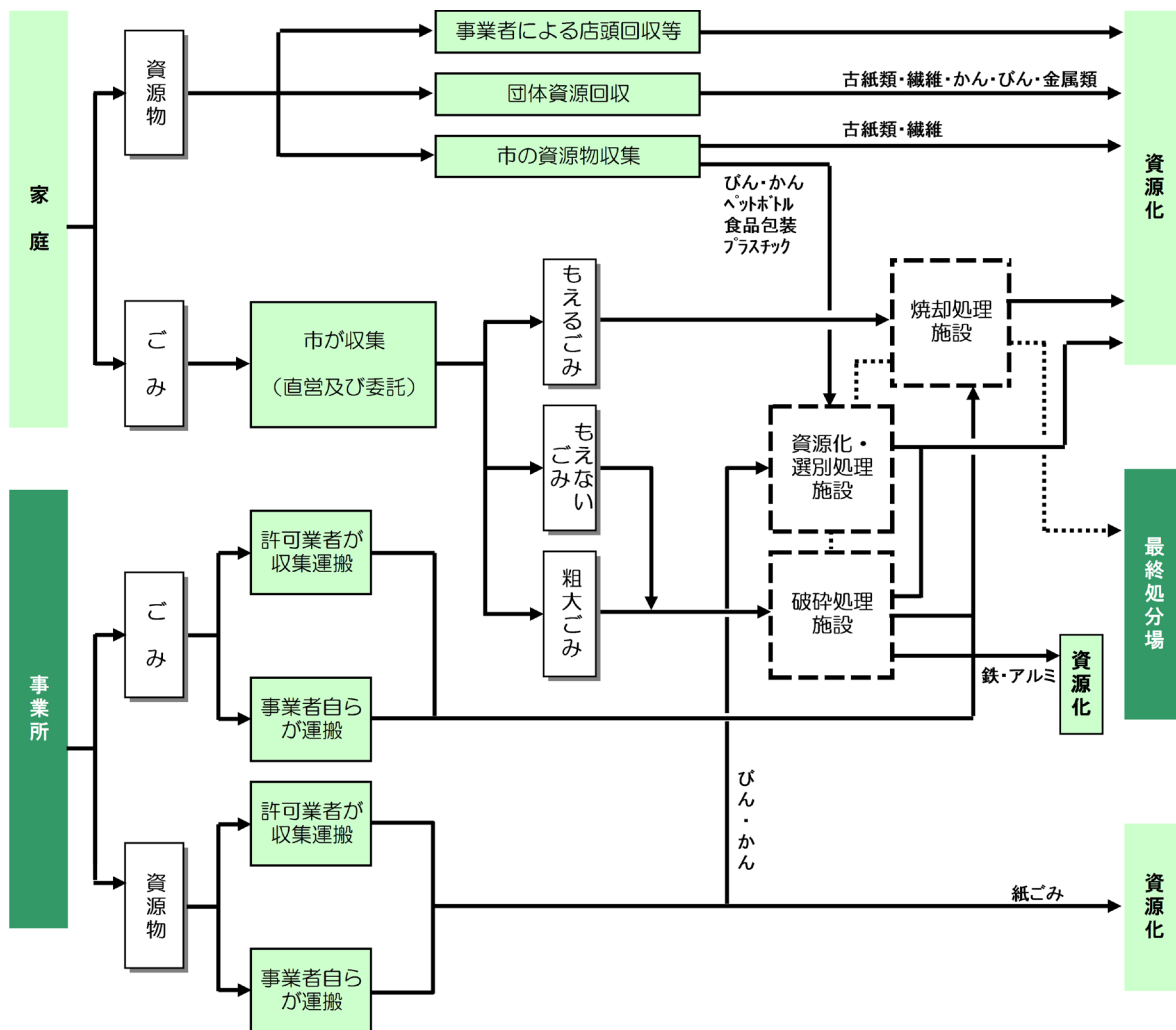 家庭
資源物
事業者による店頭回収等
団体資源回収
古紙類・繊維・かん・びん・金属類
市の資源物収集
古紙類・繊維
びん・かん
ペットボトル
食品包装
プラスチック
資源化
ごみ
市が収集
(直営及び委託)
もえるごみ
もえない
ごみ
粗大ごみ
焼却処理
施設
資源化・
選別処理
施設
破砕処理
施設
鉄・アルミ
資源化
最終処分場
事業所
ごみ
許可業者が
収集運搬
事業者自ら
が運搬
資源物
許可業者が
収集運搬
事業者自ら
が運搬
びん・かん
紙ごみ
資源化